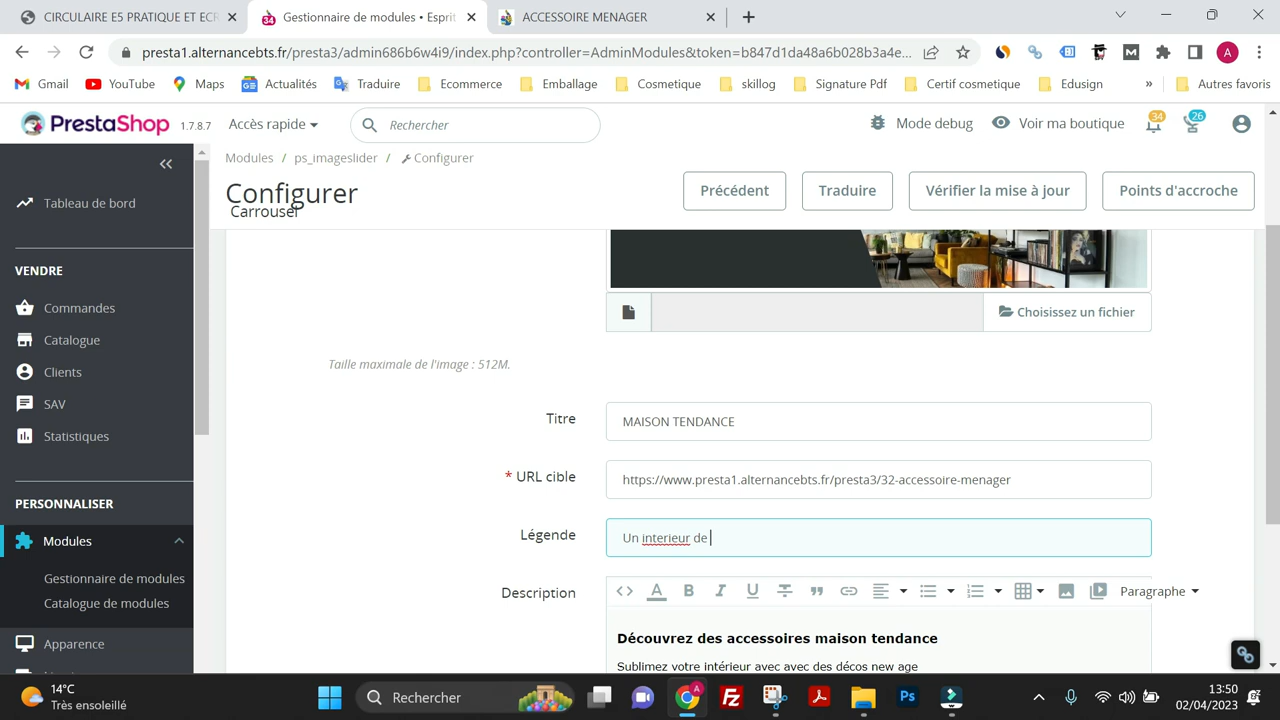 CIRCULAIRE E5 PRATIQUE ET ECR
Gestionnaire de modules • Esprit
ACCESSOIRE MENAGER
presta1.alternancebts.fr/presta3/admin686b6w4i9/index.php?controller=AdminModules&token=b847d1da48a6b028b3a4e...
Gmail YouTube Maps Actualités Traduire Ecommerce Emballage Cosmetique skillog Signature Pdf Certif cosmetique Edusign » Autres favoris
PrestaShop 1.7.8.7 Accès rapide Rechercher Mode debug Voir ma boutique 34 26
Modules / ps_imageslider / Configurer
Configurer
Carrousel
Précédent Traduire Vérifier la mise à jour Points d'accroche
Tableau de bord
VENDRE
Commandes
Catalogue
Clients
SAV
Statistiques
PERSONNALISER
Modules
Gestionnaire de modules
Catalogue de modules
Apparence
Choisissez un fichier
Taille maximale de l'image : 512M.
Titre MAISON TENDANCE
* URL cible https://www.presta1.alternancebts.fr/presta3/32-accessoire-menager
Légende Un interieur de
Description
Paragraphe
Découvrez des accessoires maison tendance
Sublimez votre intérieur avec avec des décos new age
14°C
Très ensoleillé
Rechercher
13:50
02/04/2023